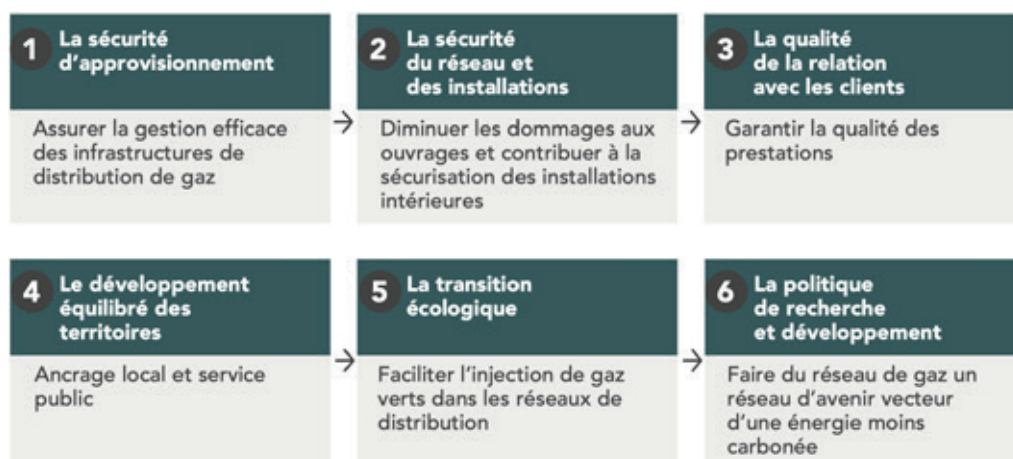 1
La sécurité
d'approvisionnement
Assurer la gestion efficace
des infrastructures de
distribution de gaz
→
2
La sécurité
du réseau et
des installations
Diminuer les dommages aux
ouvrages et contribuer à la
sécurisation des installations
intérieures
→
3
La qualité
de la relation
avec les clients
Garantir la qualité des
prestations
4
Le développement
équilibré des
territoires
Ancrage local et service
public
→
5
La transition
écologique
Faciliter l'injection de gaz
verts dans les réseaux de
distribution
→
6
La politique
de recherche
et développement
Faire du réseau de gaz un
réseau d'avenir vecteur
d'une énergie moins
carbonée